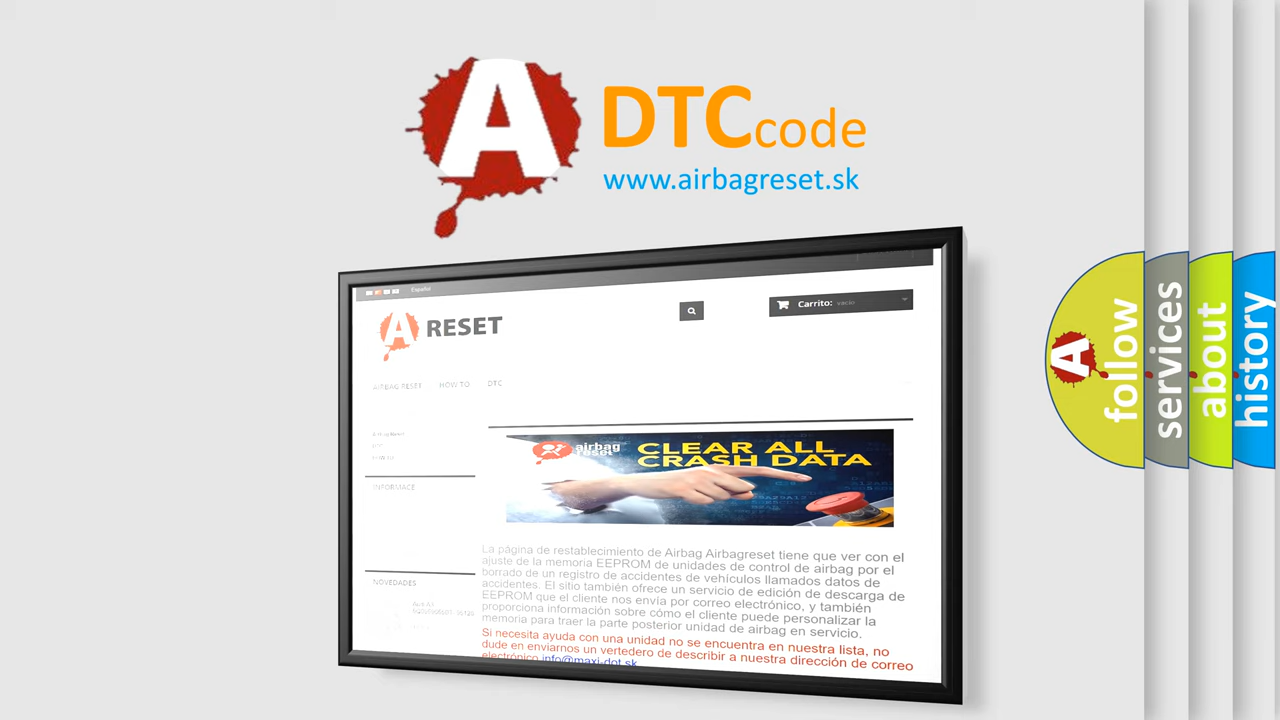 A DTCcode
www.airbagreset.sk
Español
A RESET
Carrito: vacío
AIRBAG RESET HOW TO DTC
HOW TO
INFORMACE
NOVEDADES
airbag
reset
CLEAR ALL
CRASH DATA
La página de restablecimiento de Airbag Airbagreset tiene que ver con el
ajuste de la memoria EEPROM de unidades de control de airbag por el
borrado de un registro de accidentes de vehículos llamados datos de
accidentes. El sitio también ofrece un servicio de edición de descarga de
EEPROM que el cliente nos envía por correo electrónico, y también
proporciona información sobre cómo el cliente puede personalizar la
memoria para traer la parte posterior unidad de airbag en servicio.
Si necesita ayuda con una unidad no se encuentra en nuestra lista, no
dude en enviarnos un vertedero de describir a nuestra dirección de correo
electrónico info@maxi-dot.sk
A
follow
services
about
history